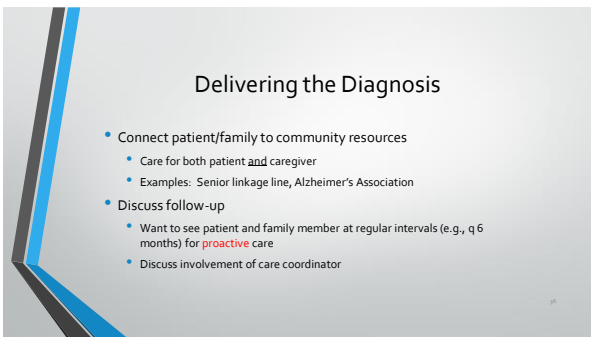 Delivering the Diagnosis
Connect patient/family to community resources
Care for both patient and caregiver
Examples: Senior linkage line, Alzheimer's Association
Discuss follow-up
Want to see patient and family member at regular intervals (e.g., q 6
months) for proactive care
Discuss involvement of care coordinator